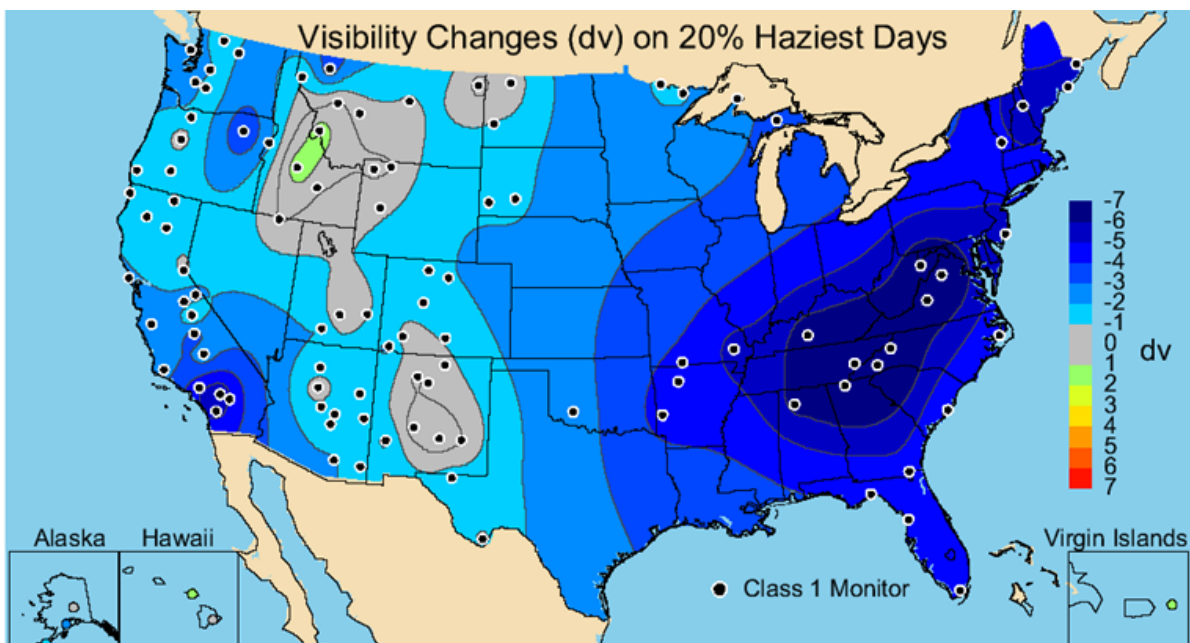 Visibility Changes (dv) on 20% Haziest Days
-7
-6
-5
-4
-3
-2
-1
0
1
2
3
4
5
6
7
dv
Alaska
Hawaii
Virgin Islands
Class 1 Monitor